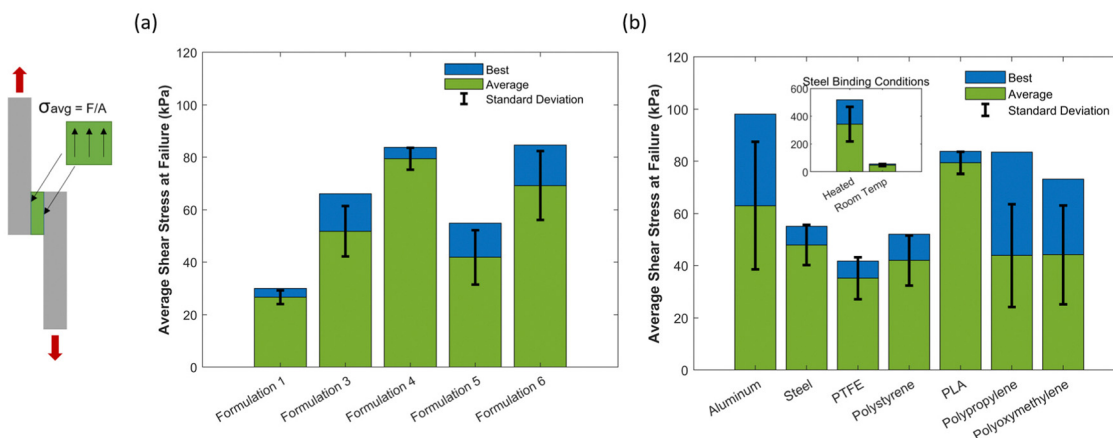 (a)
(b)
σavg = F/A
120
100
80
60
40
20
0
Average Shear Stress at Failure (kPa)
Best
Average
Standard Deviation
Formulation 1
Formulation 3
Formulation 4
Formulation 5
Formulation 6
120
100
80
60
40
20
0
Average Shear Stress at Failure (kPa)
Steel Binding Conditions
600
400
200
0
Heated
Room Temp
Best
Average
Standard Deviation
Aluminum
Steel
PTFE
Polystyrene
PLA
Polypropylene
Polyoxymethylene